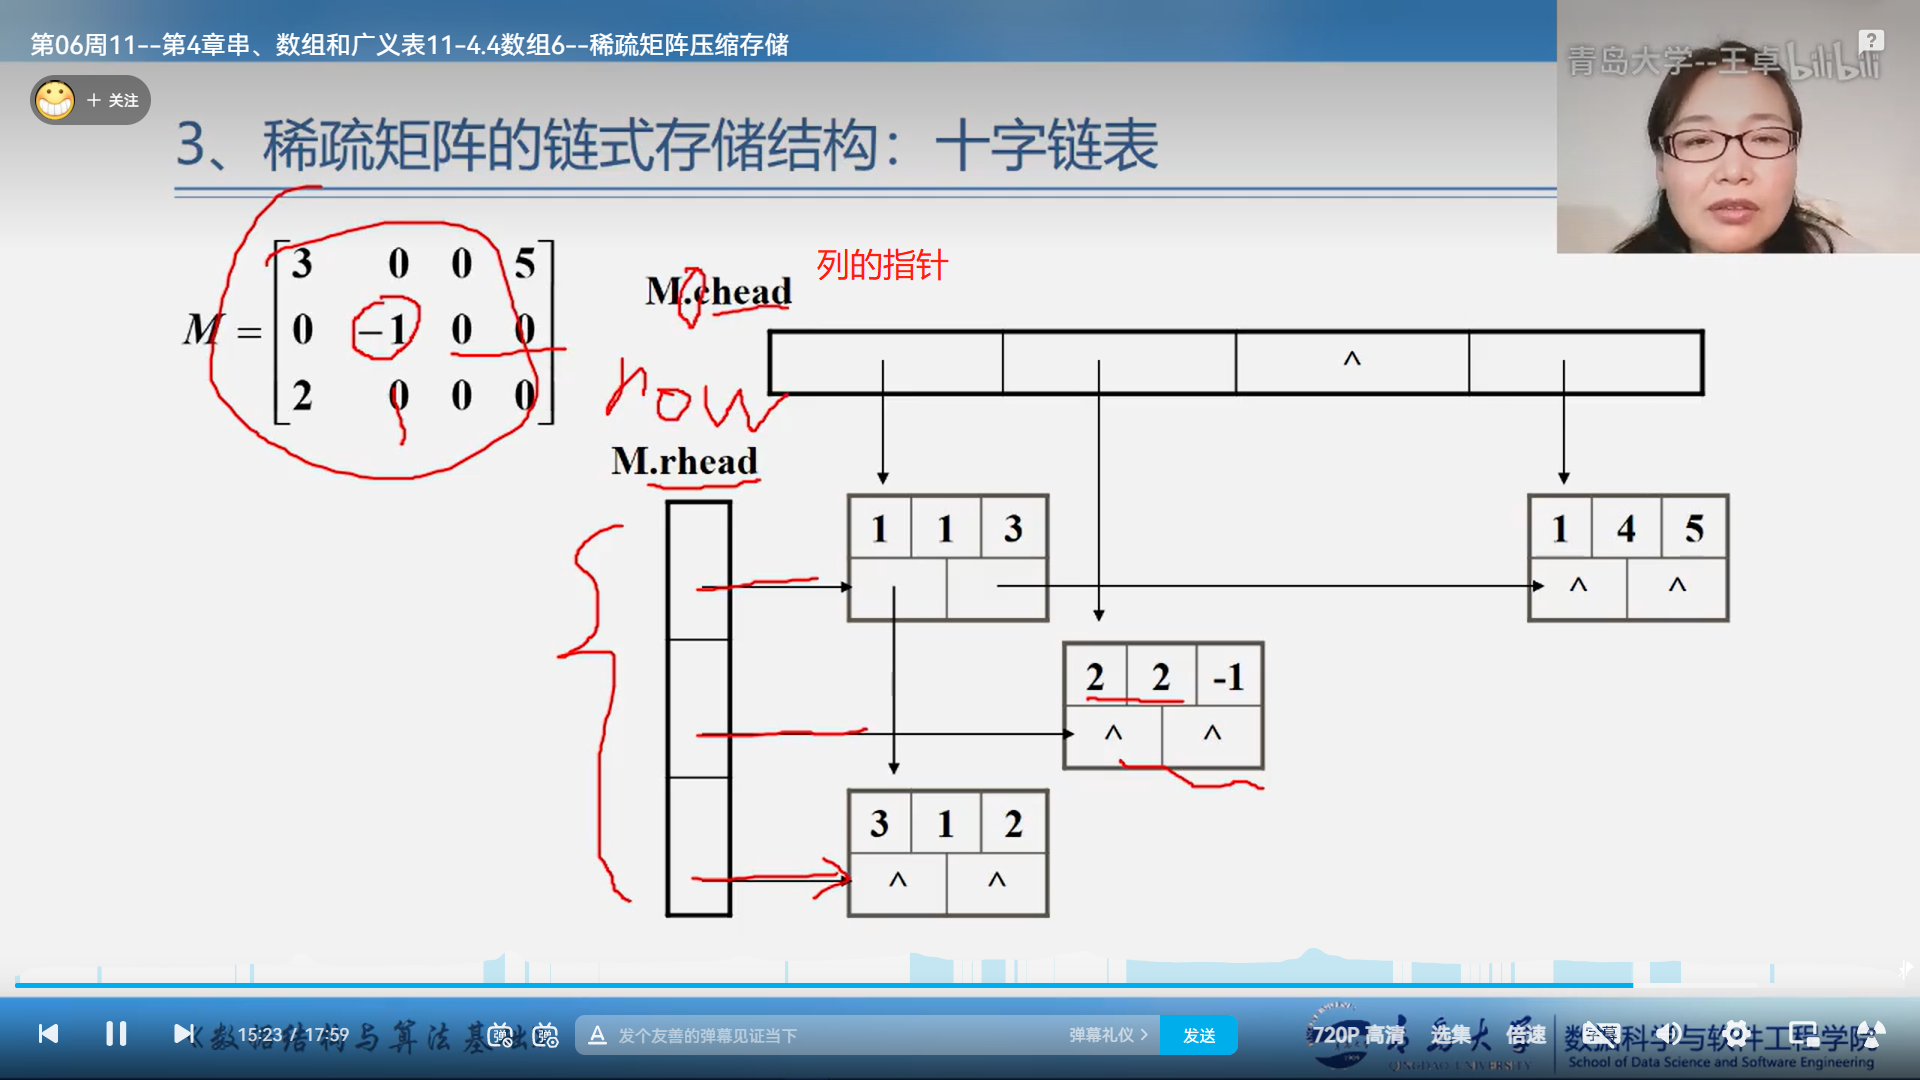 第06周11--第4章串、数组和广义表11-4.4数组6--稀疏矩阵压缩存储
青岛大学--王卓 bilibili
+ 关注
3、稀疏矩阵的链式存储结构：十字链表
列的指针
M.chead
M =
3 0 0 5
0 -1 0 0
2 0 0 0
^
row
M.rhead
1 1 3
1 4 5
^ ^
2 2 -1
^ ^
3 1 2
^ ^
15:23 / 17:59
《数据结构与算法基础
发个友善的弹幕见证当下
弹幕礼仪 >
发送
720P 高清
选集
倍速
字幕
数据科学与软件工程学院
School of Data Science and Software Engineering